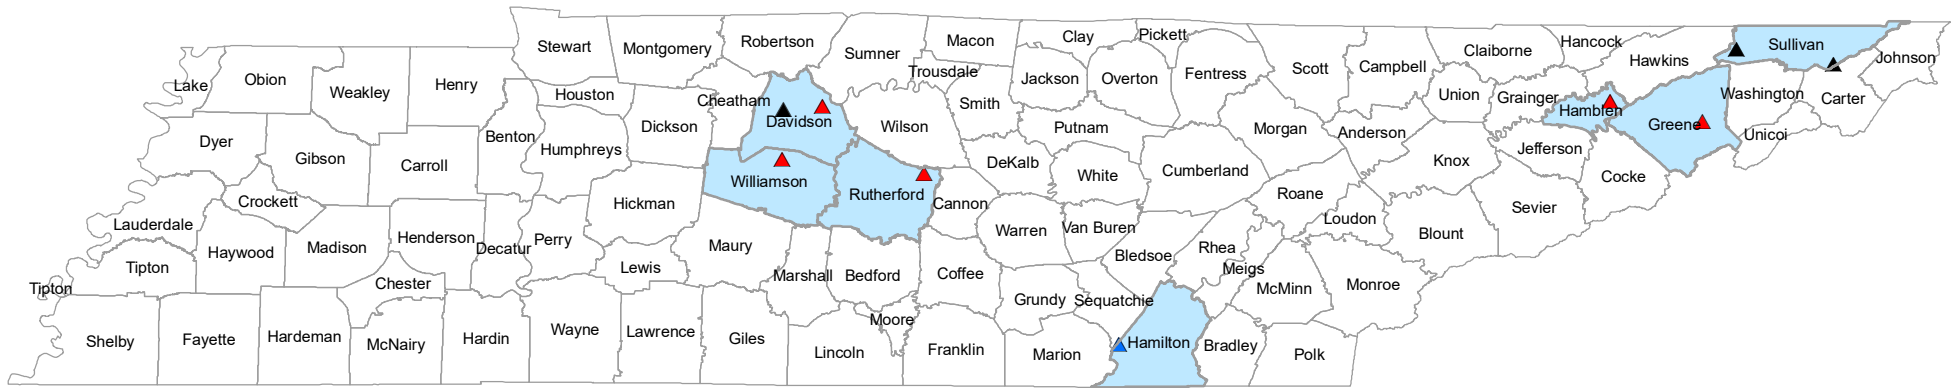 Stewart
Montgomery
Robertson
Sumner
Macon
Clay
Pickett
Claiborne
Hancock
Hawkins
Sullivan
Johnson
Lake
Obion
Weakley
Henry
Houston
Cheatham
Trousdale
Jackson
Overton
Fentress
Scott
Campbell
Union
Grainger
Hamblen
Washington
Carter
Dyer
Gibson
Carroll
Benton
Humphreys
Dickson
Davidson
Wilson
Smith
Putnam
Morgan
Anderson
Knox
Jefferson
Greene
Unicoi
Crockett
Hickman
Williamson
Rutherford
Cannon
DeKalb
White
Cumberland
Roane
Loudon
Sevier
Cocke
Lauderdale
Haywood
Madison
Henderson
Decatur
Perry
Lewis
Maury
Marshall
Bedford
Coffee
Warren
Van Buren
Bledsoe
Rhea
Meigs
McMinn
Monroe
Blount
Tipton
Tipton
Chester
Grundy
Sequatchie
Shelby
Fayette
Hardeman
McNairy
Hardin
Wayne
Lawrence
Giles
Lincoln
Moore
Franklin
Marion
Hamilton
Bradley
Polk